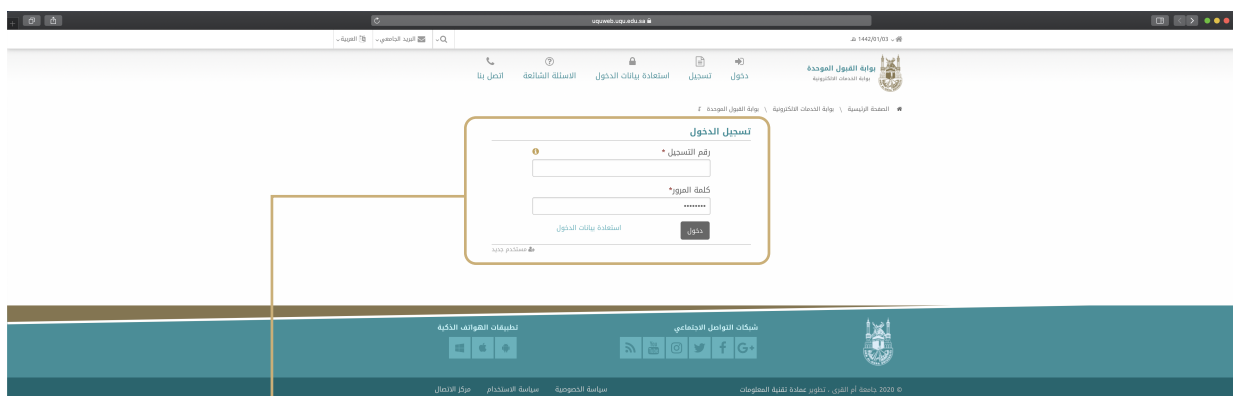 uquweb.uqu.edu.sa
1442/01/03 هـ
البريد الجامعي
العربية
بوابة القبول الموحدة
بوابة الخدمات الالكترونية
دخول
تسجيل
استعادة بيانات الدخول
الاسئلة الشائعة
اتصل بنا
الصفحة الرئيسية \ بوابة الخدمات الالكترونية \ بوابة القبول الموحدة
تسجيل الدخول
رقم التسجيل *
كلمة المرور*
دخول
استعادة بيانات الدخول
مستخدم جديد
شبكات التواصل الاجتماعي
تطبيقات الهواتف الذكية
© 2020 جامعة أم القرى ، تطوير عمادة تقنية المعلومات
سياسة الخصوصية
سياسة الاستخدام
مركز الاتصال